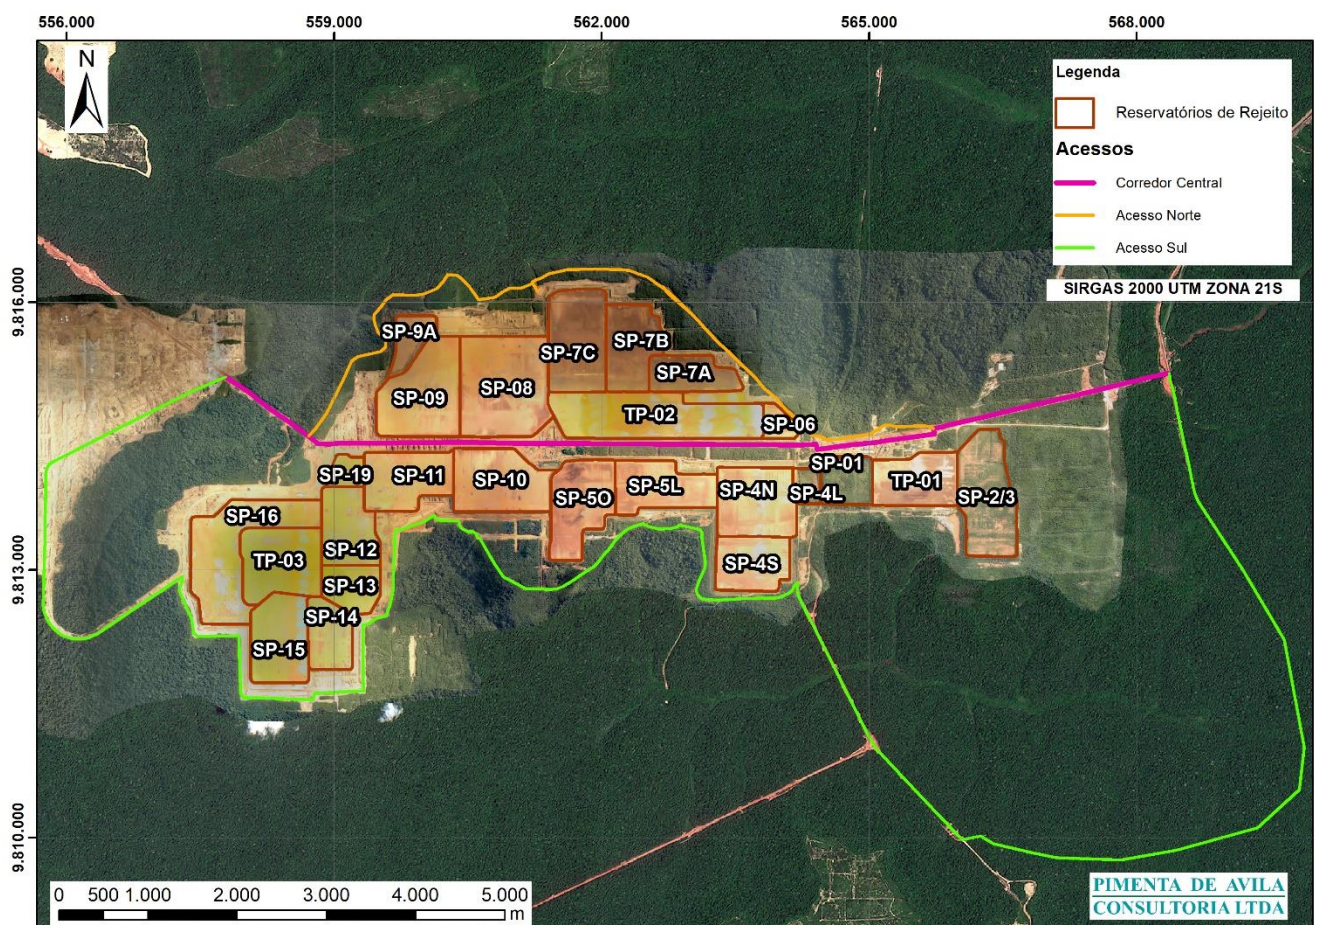 556.000 559.000 562.000 565.000 568.000
N
Legenda
Reservatórios de Rejeito
Acessos
Corredor Central
Acesso Norte
Acesso Sul
SIRGAS 2000 UTM ZONA 21S
9.816.000
9.813.000
9.810.000
SP-9A
SP-7B
SP-7C
SP-7A
SP-09
SP-08
TP-02
SP-06
SP-19
SP-11
SP-10
SP-5O
SP-5L
SP-4N
SP-01
SP-4L
TP-01
SP-2/3
SP-16
SP-12
TP-03
SP-4S
SP-13
SP-14
SP-15
0 500 1.000 2.000 3.000 4.000 5.000
m
PIMENTA DE AVILA
CONSULTORIA LTDA